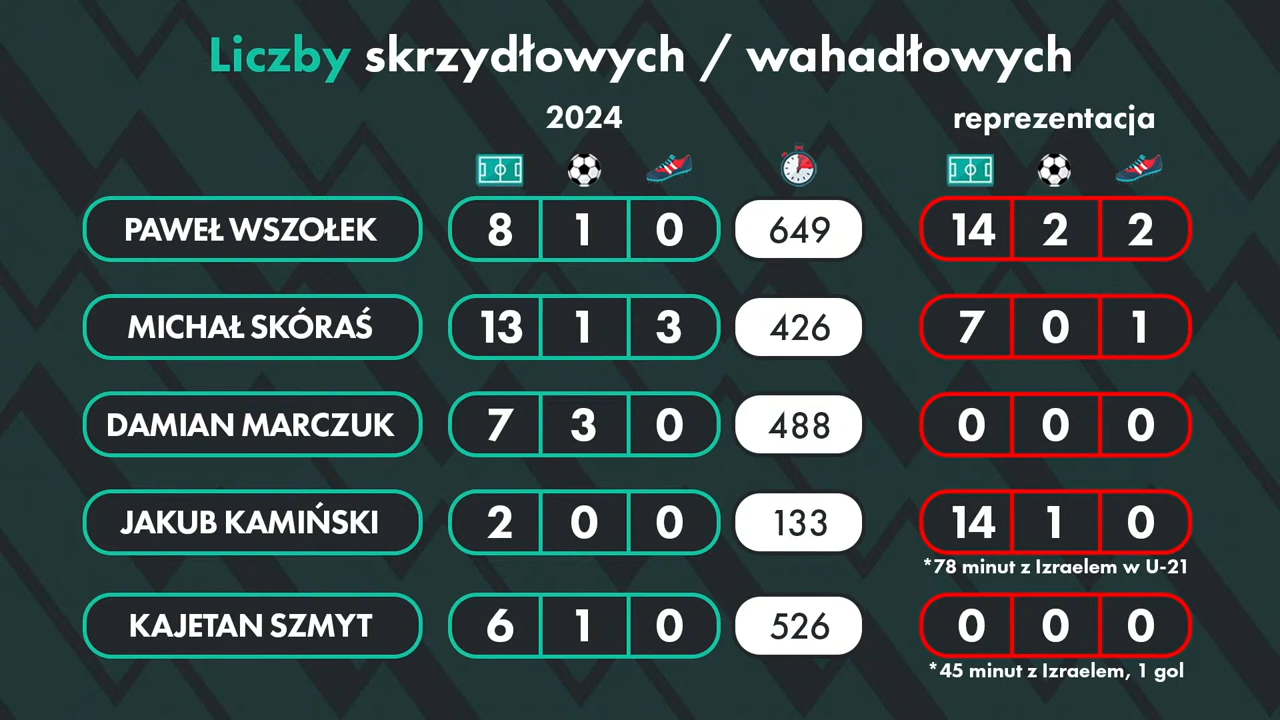 Liczby skrzydłowych / wahadłowych
2024 reprezentacja
PAWEŁ WSZOŁEK 8 1 0 649 14 2 2
MICHAŁ SKÓRAŚ 13 1 3 426 7 0 1
DAMIAN MARCZUK 7 3 0 488 0 0 0
JAKUB KAMIŃSKI 2 0 0 133 14 1 0
*78 minut z Izraelem w U-21
KAJETAN SZMYT 6 1 0 526 0 0 0
*45 minut z Izraelem, 1 gol